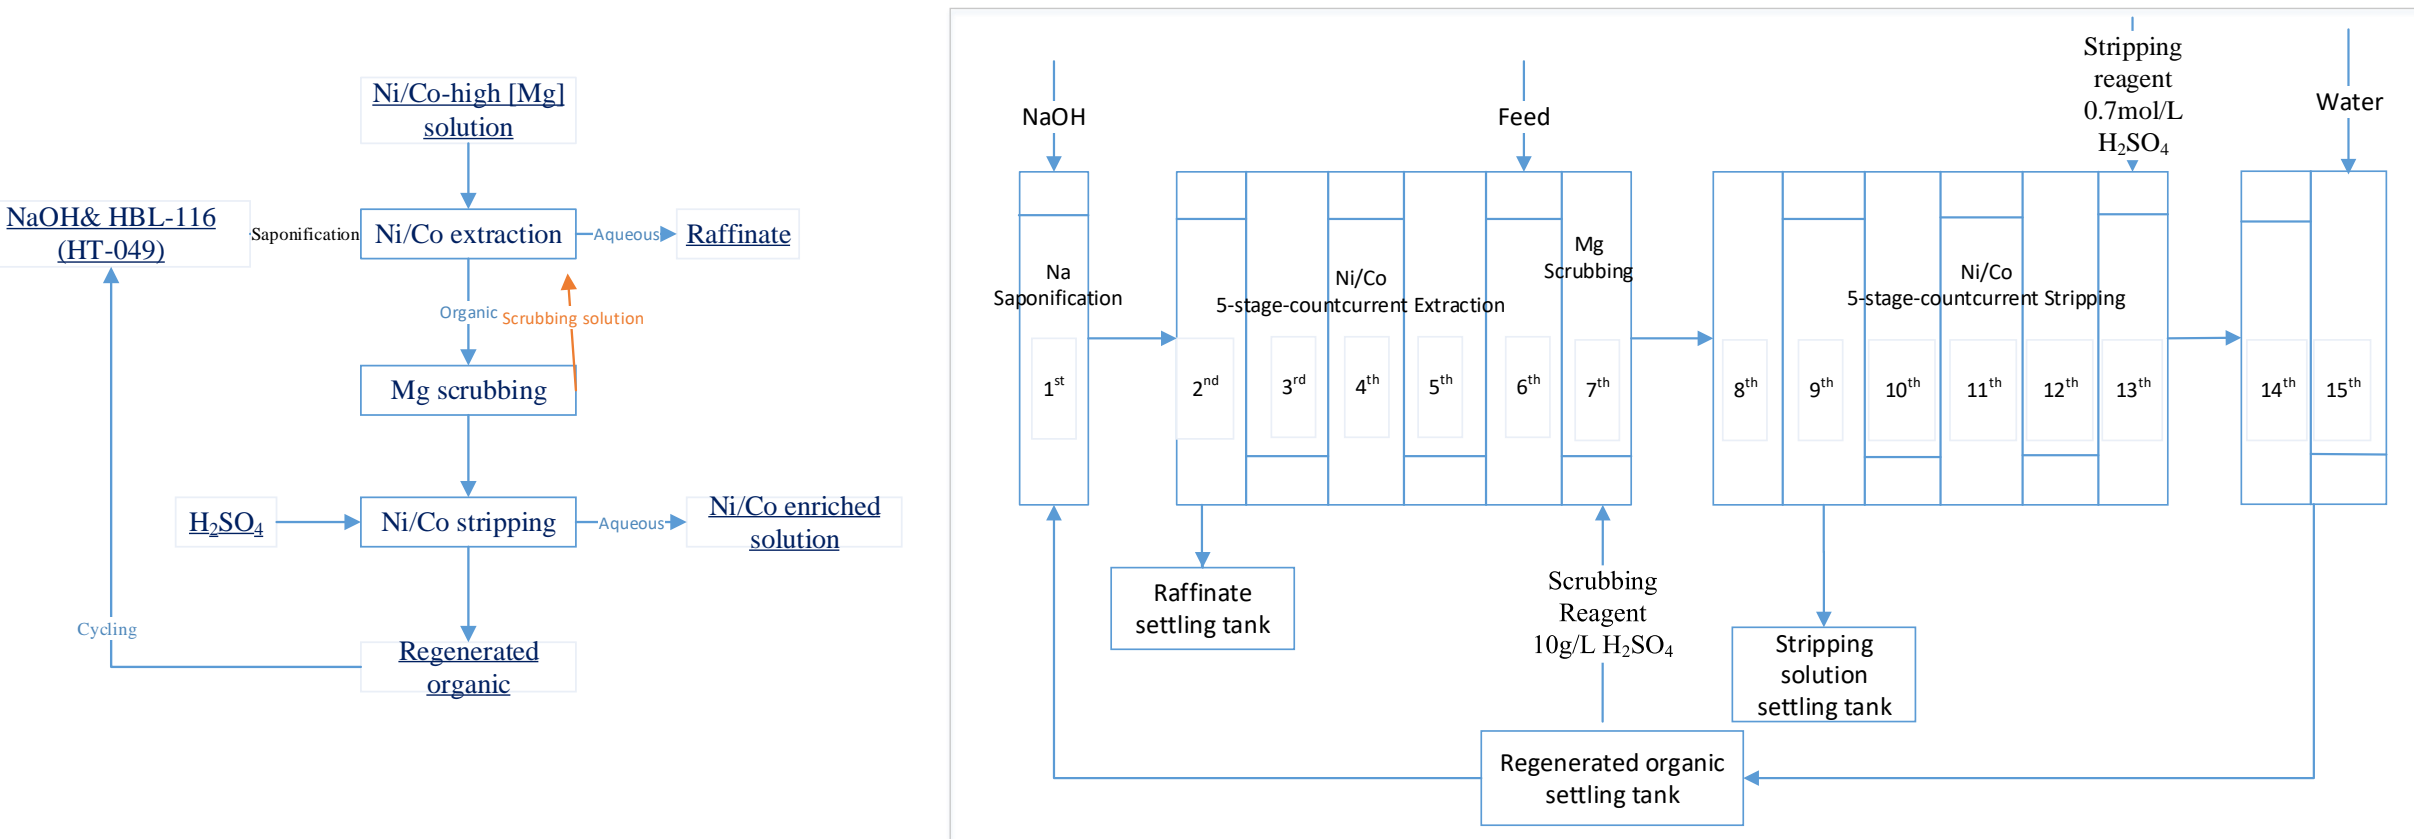 Ni/Co-high [Mg]
solution
NaOH& HBL-116
(HT-049)
Saponification
Ni/Co extraction
Aqueous
Raffinate
Organic
Scrubbing solution
Mg scrubbing
H₂SO₄
Ni/Co stripping
Aqueous
Ni/Co enriched
solution
Cycling
Regenerated
organic
NaOH
Feed
Stripping
reagent
0.7mol/L
H₂SO₄
Water
Na
Saponification
Ni/Co
5-stage-countcurrent Extraction
Mg
Scrubbing
Ni/Co
5-stage-countcurrent Stripping
1st
2nd
3rd
4th
5th
6th
7th
8th
9th
10th
11th
12th
13th
14th
15th
Raffinate
settling tank
Scrubbing
Reagent
10g/L H₂SO₄
Stripping
solution
settling tank
Regenerated organic
settling tank